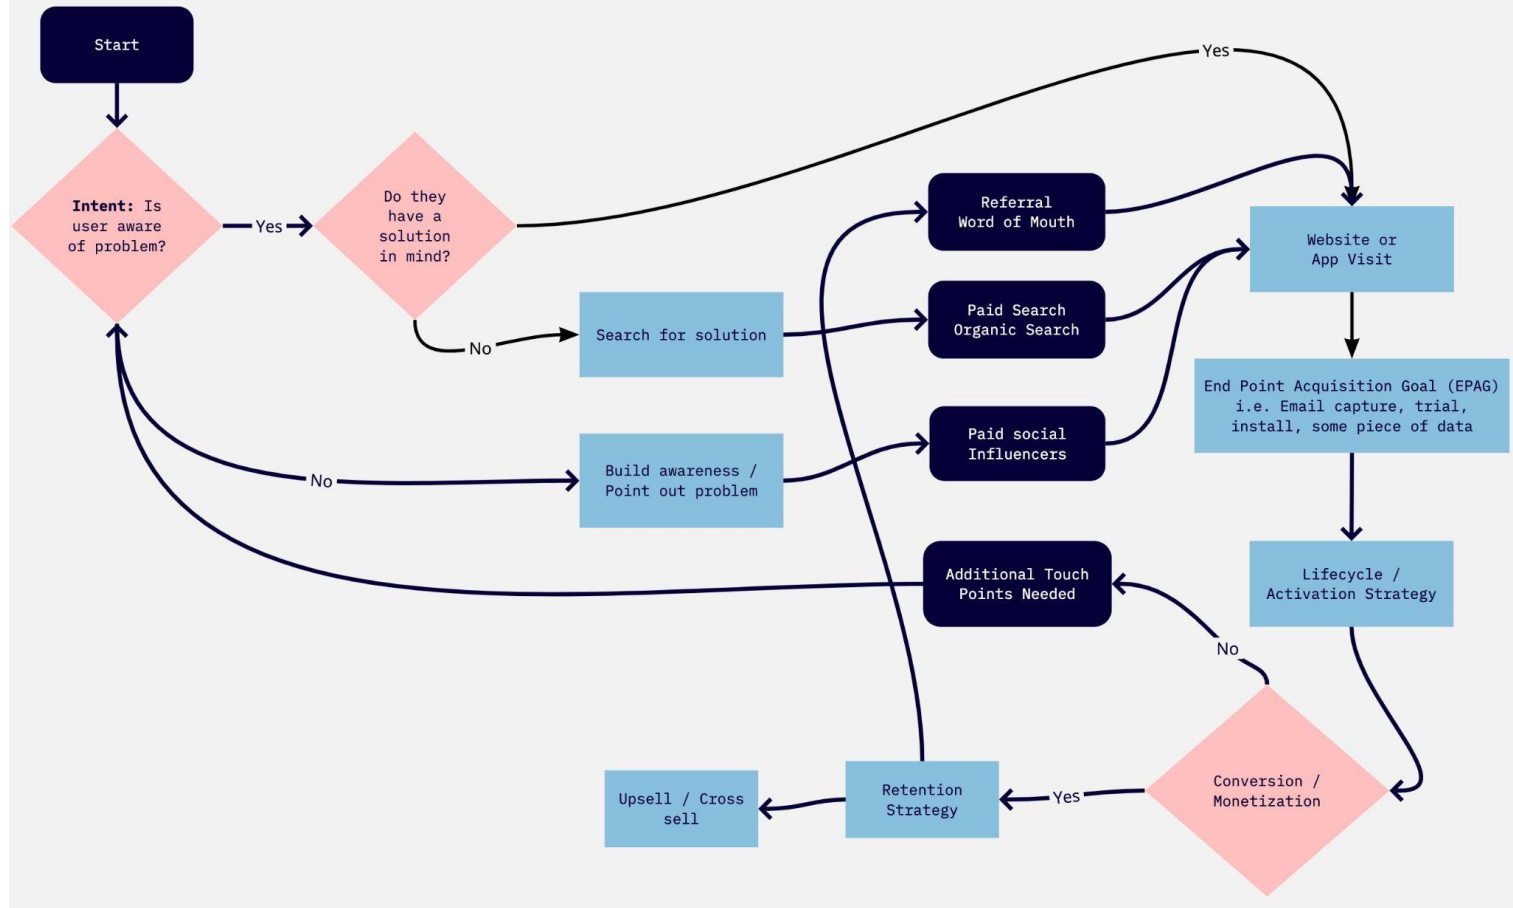 Start
Yes
Intent: Is
user aware
of problem?
Yes
Do they
have a
solution
in mind?
No
Search for solution
Referral
Word of Mouth
Paid Search
Organic Search
Website or
App Visit
End Point Acquisition Goal (EPAG)
i.e. Email capture, trial,
install, some piece of data
No
Build awareness /
Point out problem
Paid social
Influencers
Additional Touch
Points Needed
Lifecycle /
Activation Strategy
No
Conversion /
Monetization
Yes
Retention
Strategy
Upsell / Cross
sell